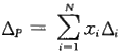 Δ_P = \sum_{i=1}^{N} x_i Δ_i